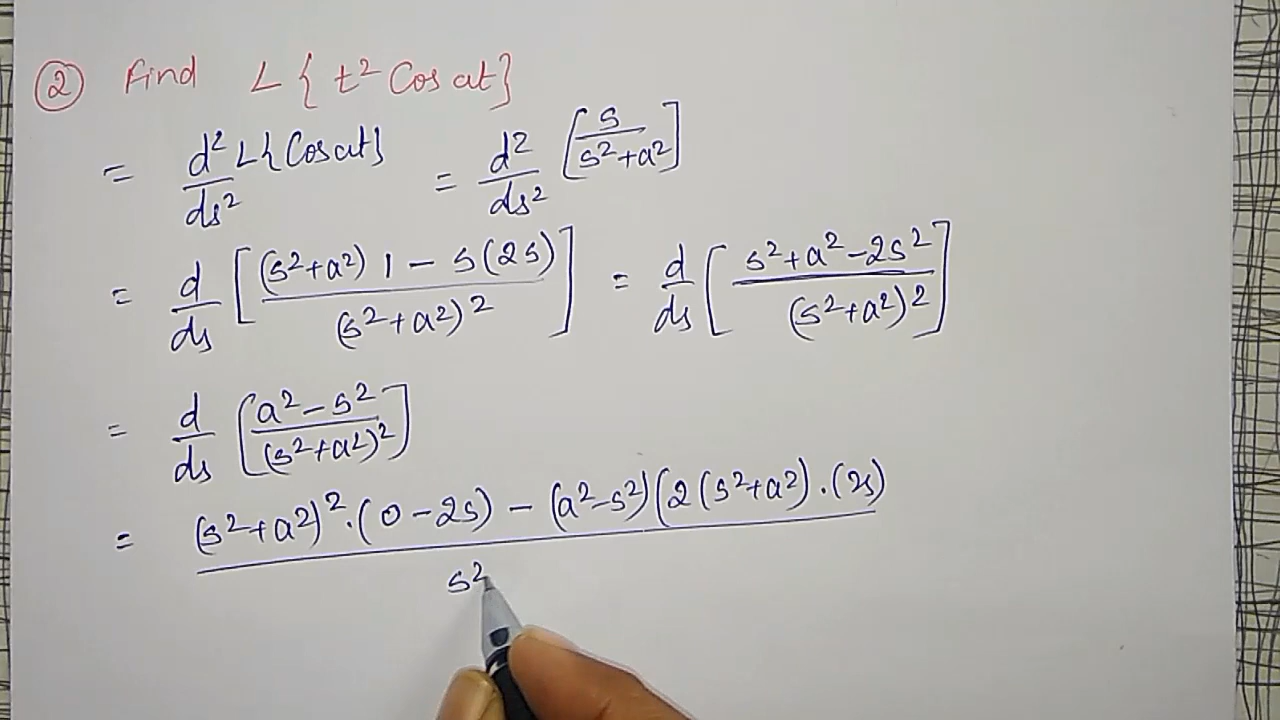 ② Find L{t² Cos at}
= d²/ds² L{Cos at} = d²/ds² [s/(s²+a²)]
= d/ds [((s²+a²) 1 - s(2s))/(s²+a²)²] = d/ds [(s²+a²-2s²)/(s²+a²)²]
= d/ds [(a²-s²)/(s²+a²)²]
= (s²+a²)²·(0-2s) - (a²-s²)(2(s²+a²)·(2s)
s²